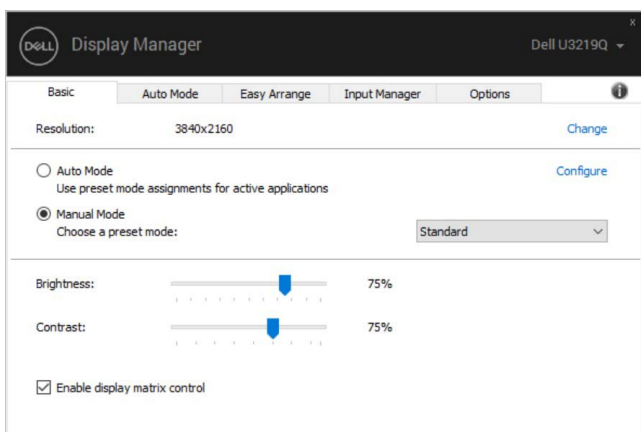 x
DELL Display Manager Dell U3219Q
Basic Auto Mode Easy Arrange Input Manager Options i
Resolution: 3840x2160 Change
Auto Mode Configure
Use preset mode assignments for active applications
Manual Mode
Choose a preset mode: Standard
Brightness: 75%
Contrast: 75%
Enable display matrix control